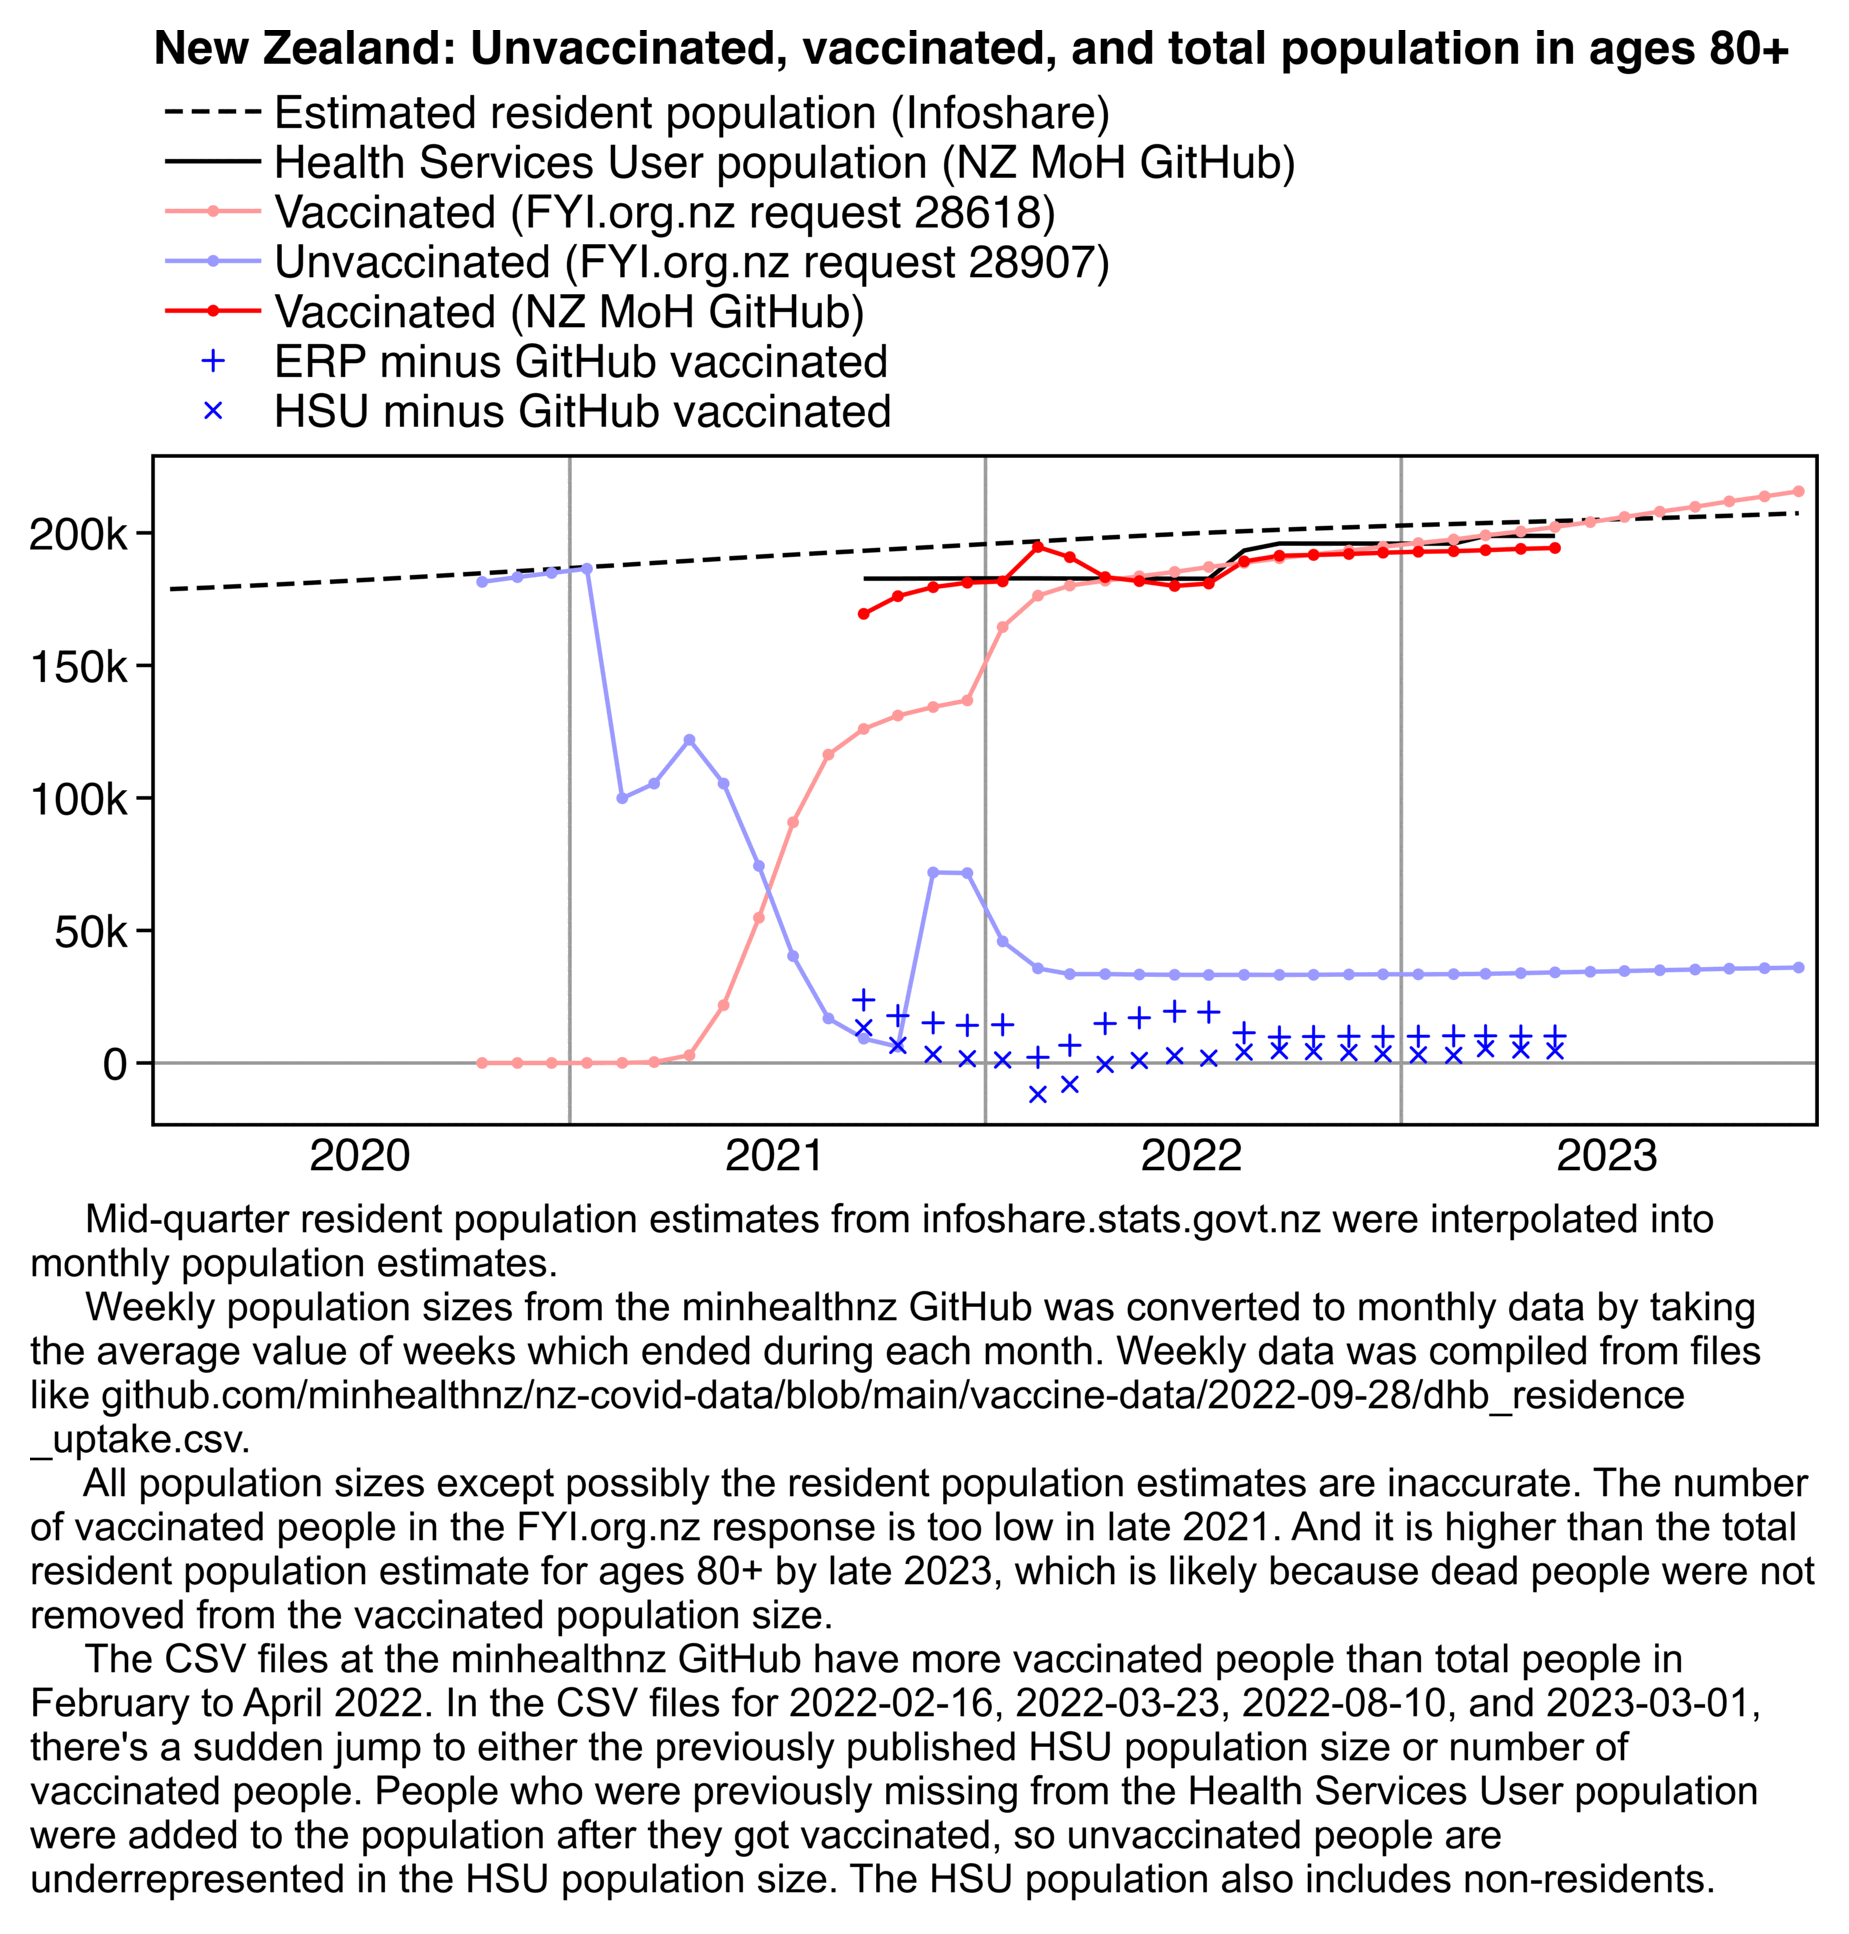 New Zealand: Unvaccinated, vaccinated, and total population in ages 80+
Estimated resident population (Infoshare)
Health Services User population (NZ MoH GitHub)
Vaccinated (FYI.org.nz request 28618)
Unvaccinated (FYI.org.nz request 28907)
Vaccinated (NZ MoH GitHub)
ERP minus GitHub vaccinated
HSU minus GitHub vaccinated
200k
150k
100k
50k
0
2020 2021 2022 2023
Mid-quarter resident population estimates from infoshare.stats.govt.nz were interpolated into
monthly population estimates.
Weekly population sizes from the minhealthnz GitHub was converted to monthly data by taking
the average value of weeks which ended during each month. Weekly data was compiled from files
like github.com/minhealthnz/nz-covid-data/blob/main/vaccine-data/2022-09-28/dhb_residence
_uptake.csv.
All population sizes except possibly the resident population estimates are inaccurate. The number
of vaccinated people in the FYI.org.nz response is too low in late 2021. And it is higher than the total
resident population estimate for ages 80+ by late 2023, which is likely because dead people were not
removed from the vaccinated population size.
The CSV files at the minhealthnz GitHub have more vaccinated people than total people in
February to April 2022. In the CSV files for 2022-02-16, 2022-03-23, 2022-08-10, and 2023-03-01,
there's a sudden jump to either the previously published HSU population size or number of
vaccinated people. People who were previously missing from the Health Services User population
were added to the population after they got vaccinated, so unvaccinated people are
underrepresented in the HSU population size. The HSU population also includes non-residents.